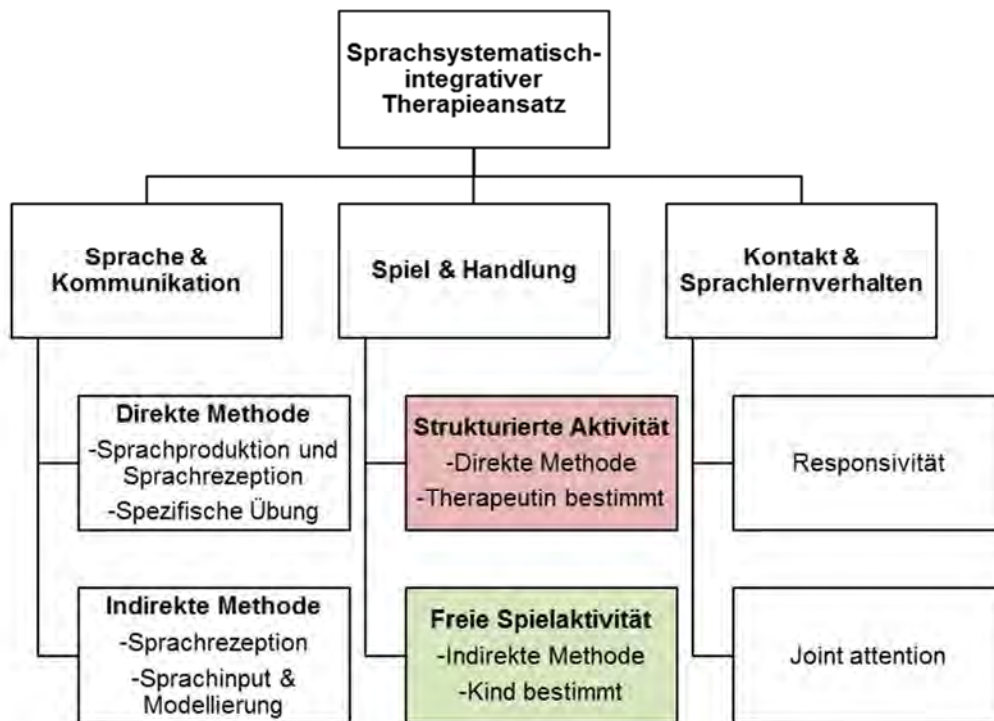 Sprachsystematisch-
integrativer
Therapieansatz
Sprache &
Kommunikation
Spiel & Handlung
Kontakt &
Sprachlernverhalten
Direkte Methode
-Sprachproduktion und
Sprachrezeption
-Spezifische Übung
Strukturierte Aktivität
-Direkte Methode
-Therapeutin bestimmt
Responsivität
Indirekte Methode
-Sprachrezeption
-Sprachinput &
Modellierung
Freie Spielaktivität
-Indirekte Methode
-Kind bestimmt
Joint attention